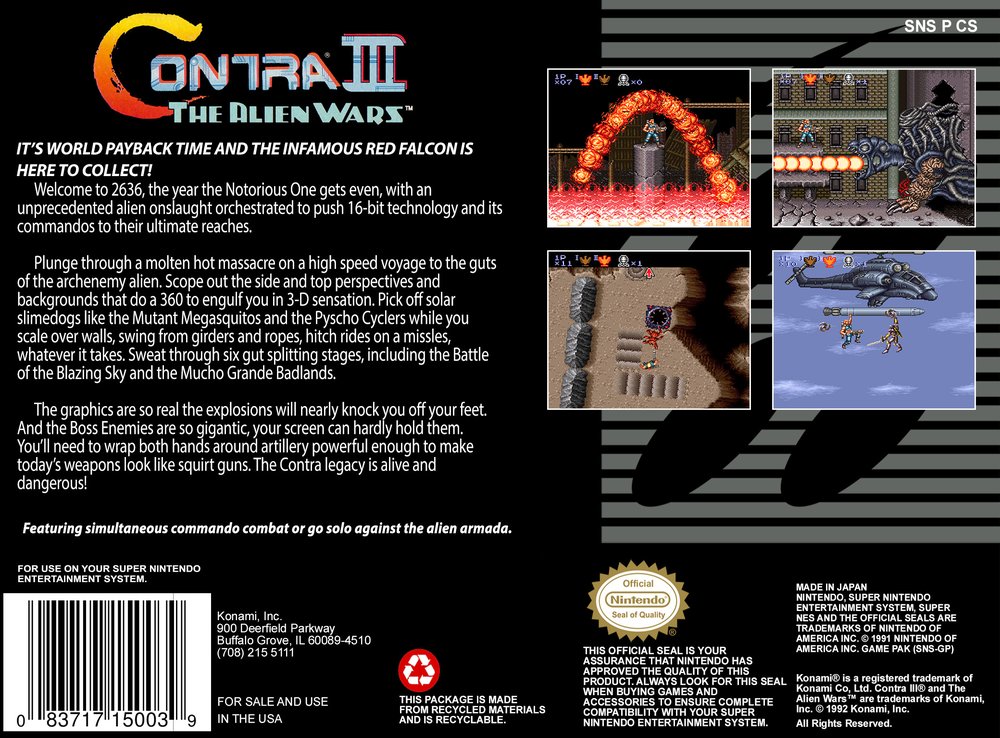 SNS P CS
CONTRA® III
THE ALIEN WARS™
IT'S WORLD PAYBACK TIME AND THE INFAMOUS RED FALCON IS
HERE TO COLLECT!
Welcome to 2636, the year the Notorious One gets even, with an
unprecedented alien onslaught orchestrated to push 16-bit technology and its
commandos to their ultimate reaches.
Plunge through a molten hot massacre on a high speed voyage to the guts
of the archenemy alien. Scope out the side and top perspectives and
backgrounds that do a 360 to engulf you in 3-D sensation. Pick off solar
slimedogs like the Mutant Megasquitos and the Pyscho Cyclers while you
scale over walls, swing from girders and ropes, hitch rides on a missles,
whatever it takes. Sweat through six gut splitting stages, including the Battle
of the Blazing Sky and the Mucho Grande Badlands.
The graphics are so real the explosions will nearly knock you off your feet.
And the Boss Enemies are so gigantic, your screen can hardly hold them.
You'll need to wrap both hands around artillery powerful enough to make
today's weapons look like squirt guns. The Contra legacy is alive and
dangerous!
Featuring simultaneous commando combat or go solo against the alien armada.
1P
×07
×0
1P
1P
×11
×1
×1
FOR USE ON YOUR SUPER NINTENDO
ENTERTAINMENT SYSTEM.
0 83717 15003 9
Konami, Inc.
900 Deerfield Parkway
Buffalo Grove, IL 60089-4510
(708) 215 5111
FOR SALE AND USE
IN THE USA
THIS PACKAGE IS MADE
FROM RECYCLED MATERIALS
AND IS RECYCLABLE.
Official
Nintendo
Seal of Quality
®
THIS OFFICIAL SEAL IS YOUR
ASSURANCE THAT NINTENDO HAS
APPROVED THE QUALITY OF THIS
PRODUCT. ALWAYS LOOK FOR THIS SEAL
WHEN BUYING GAMES AND
ACCESSORIES TO ENSURE COMPLETE
COMPATIBILITY WITH YOUR SUPER
NINTENDO ENTERTAINMENT SYSTEM.
MADE IN JAPAN
NINTENDO, SUPER NINTENDO
ENTERTAINMENT SYSTEM, SUPER
NES AND THE OFFICIAL SEALS ARE
TRADEMARKS OF NINTENDO OF
AMERICA INC. © 1991 NINTENDO OF
AMERICA INC. GAME PAK (SNS-GP)
Konami® is a registered trademark of
Konami Co, Ltd. Contra III® and The
Alien Wars™ are trademarks of Konami,
Inc. © 1992 Konami, Inc.
All Rights Reserved.